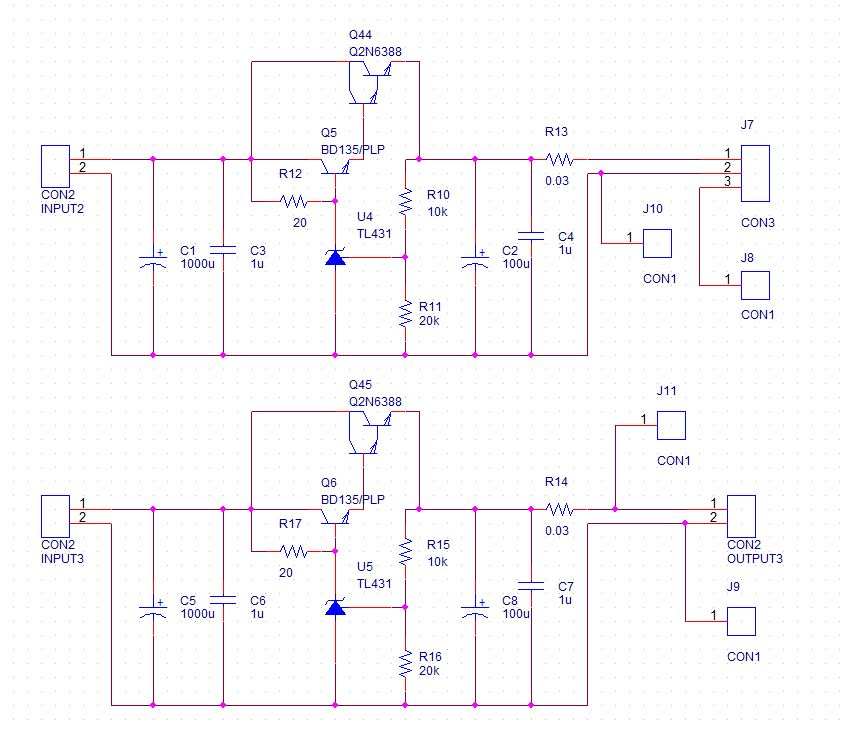 Q44
Q2N6388
Q5
BD135/PLP
R12
20
U4
TL431
R10
10k
R11
20k
1
2
CON2
INPUT2
C1
1000u
+
C3
1u
C2
100u
+
C4
1u
R13
0.03
J7
1
2
3
CON3
J10
1
CON1
J8
1
CON1
Q45
Q2N6388
Q6
BD135/PLP
R17
20
U5
TL431
R15
10k
R16
20k
1
2
CON2
INPUT3
C5
1000u
+
C6
1u
C8
100u
+
C7
1u
R14
0.03
J11
1
CON1
1
2
CON2
OUTPUT3
J9
1
CON1